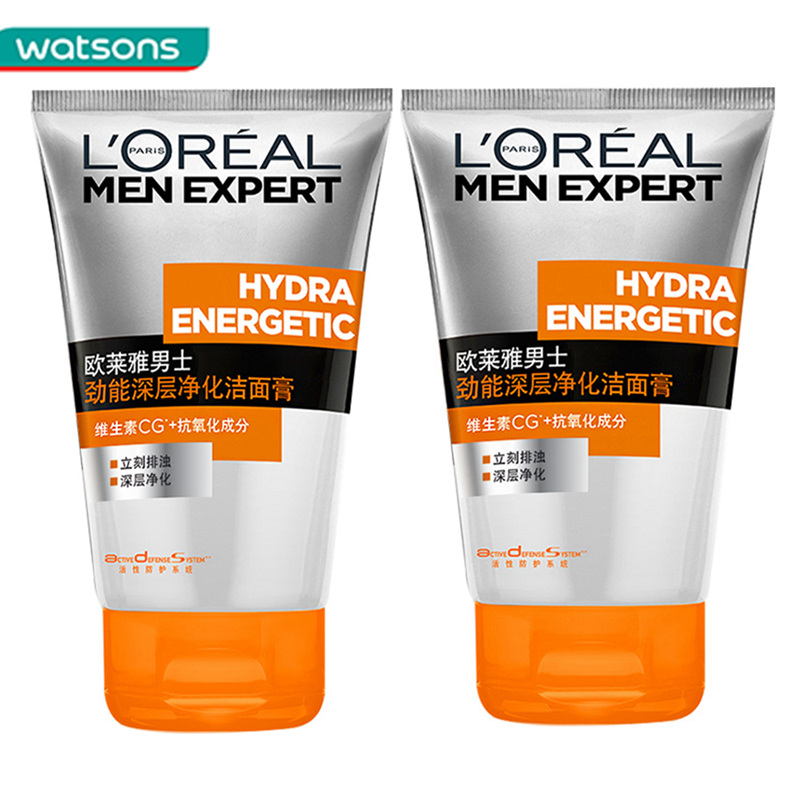 watsons
L'ORÉAL
PARIS
MEN EXPERT
HYDRA
ENERGETIC
欧莱雅男士
劲能深层净化洁面膏
维生素CG*+抗氧化成分
立刻排浊
深层净化
ACTIVE DEFENSE SYSTEM**
活性防护系统
L'ORÉAL
PARIS
MEN EXPERT
HYDRA
ENERGETIC
欧莱雅男士
劲能深层净化洁面膏
维生素CG*+抗氧化成分
立刻排浊
深层净化
ACTIVE DEFENSE SYSTEM**
活性防护系统